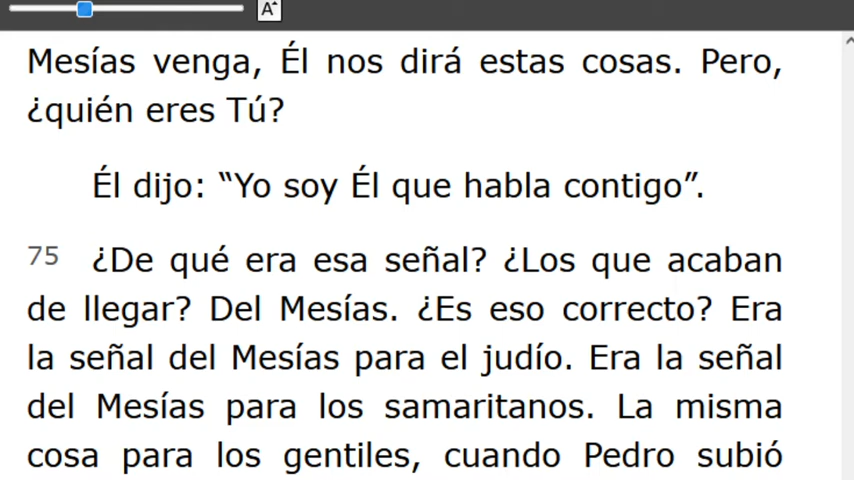 A
Mesías venga, Él nos dirá estas cosas. Pero,
¿quién eres Tú?
Él dijo: “Yo soy Él que habla contigo”.
75 ¿De qué era esa señal? ¿Los que acaban
de llegar? Del Mesías. ¿Es eso correcto? Era
la señal del Mesías para el judío. Era la señal
del Mesías para los samaritanos. La misma
cosa para los gentiles, cuando Pedro subió